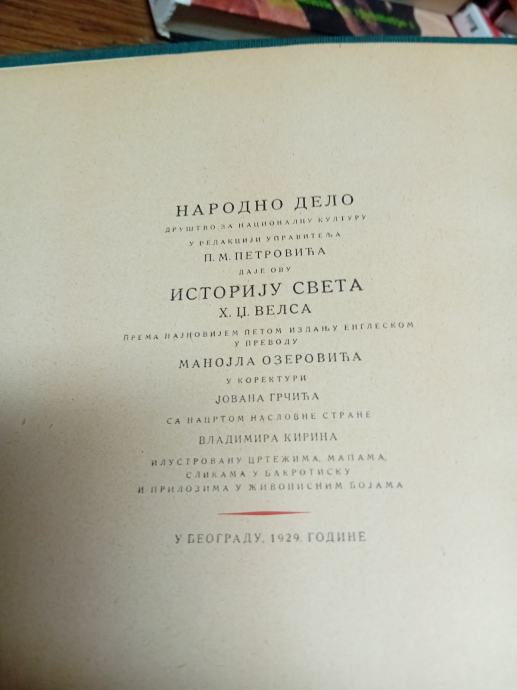 НАРОДНО ДЕЛО
ДРУШТВО ЗА НАЦИОНАЛНУ КУЛТУРУ
У РЕДАКЦИЈИ УПРАВИТЕЉА
П. М. ПЕТРОВИЋА
ДАЈЕ ОВУ
ИСТОРИЈУ СВЕТА
Х. Џ. ВЕЛСА
ПРЕМА НАЈНОВИЈЕМ ПЕТОМ ИЗДАЊУ ЕНГЛЕСКОМ
У ПРЕВОДУ
МАНОЈЛА ОЗЕРОВИЋА
У КОРЕКТУРИ
ЈОВАНА ГРЧИЋА
СА НАЦРТОМ НАСЛОВНЕ СТРАНЕ
ВЛАДИМИРА КИРИНА
ИЛУСТРОВАНУ ЦРТЕЖИМА, МАПАМА,
СЛИКАМА У БАКРОТИСКУ
И ПРИЛОЗИМА У ЖИВОПИСНИМ БОЈАМА
У БЕОГРАДУ, 1929. ГОДИНЕ